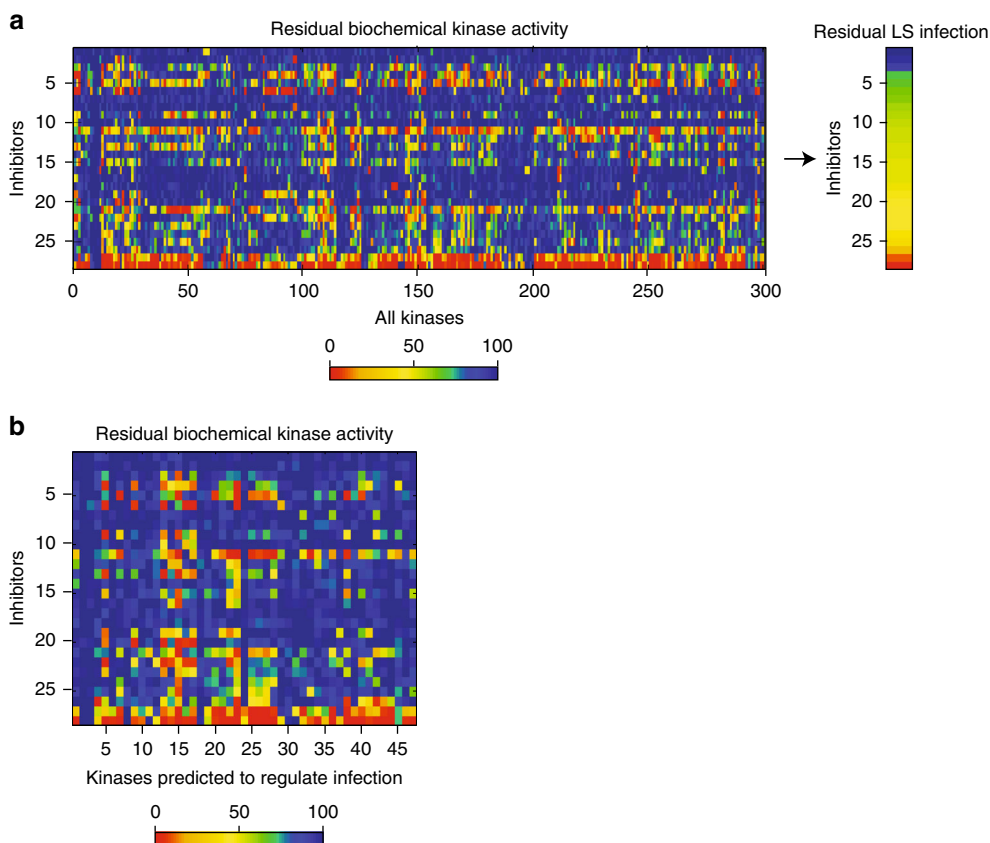 a
Residual biochemical kinase activity
Residual LS infection
Inhibitors
5
10
15
20
25
0 50 100 150 200 250 300
All kinases
0 50 100
Inhibitors
5
10
15
20
25
b
Residual biochemical kinase activity
Inhibitors
5
10
15
20
25
5 10 15 20 25 30 35 40 45
Kinases predicted to regulate infection
0 50 100